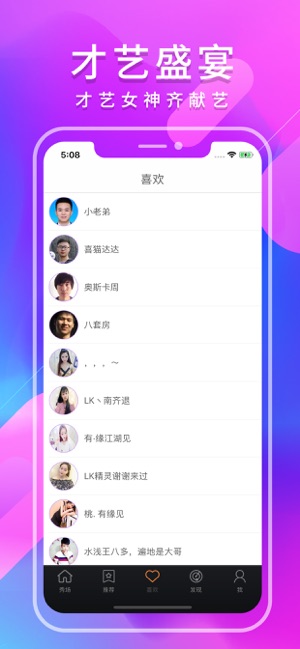 才艺盛宴
才艺女神齐献艺
5:08
喜欢
小老弟
喜猫达达
奥斯卡周
八套房
，，。～
LK丶南齐退
有·缘江湖见
LK精灵谢谢来过
桃. 有缘见
水浅王八多，遍地是大哥
秀场
推荐
喜欢
发现
我